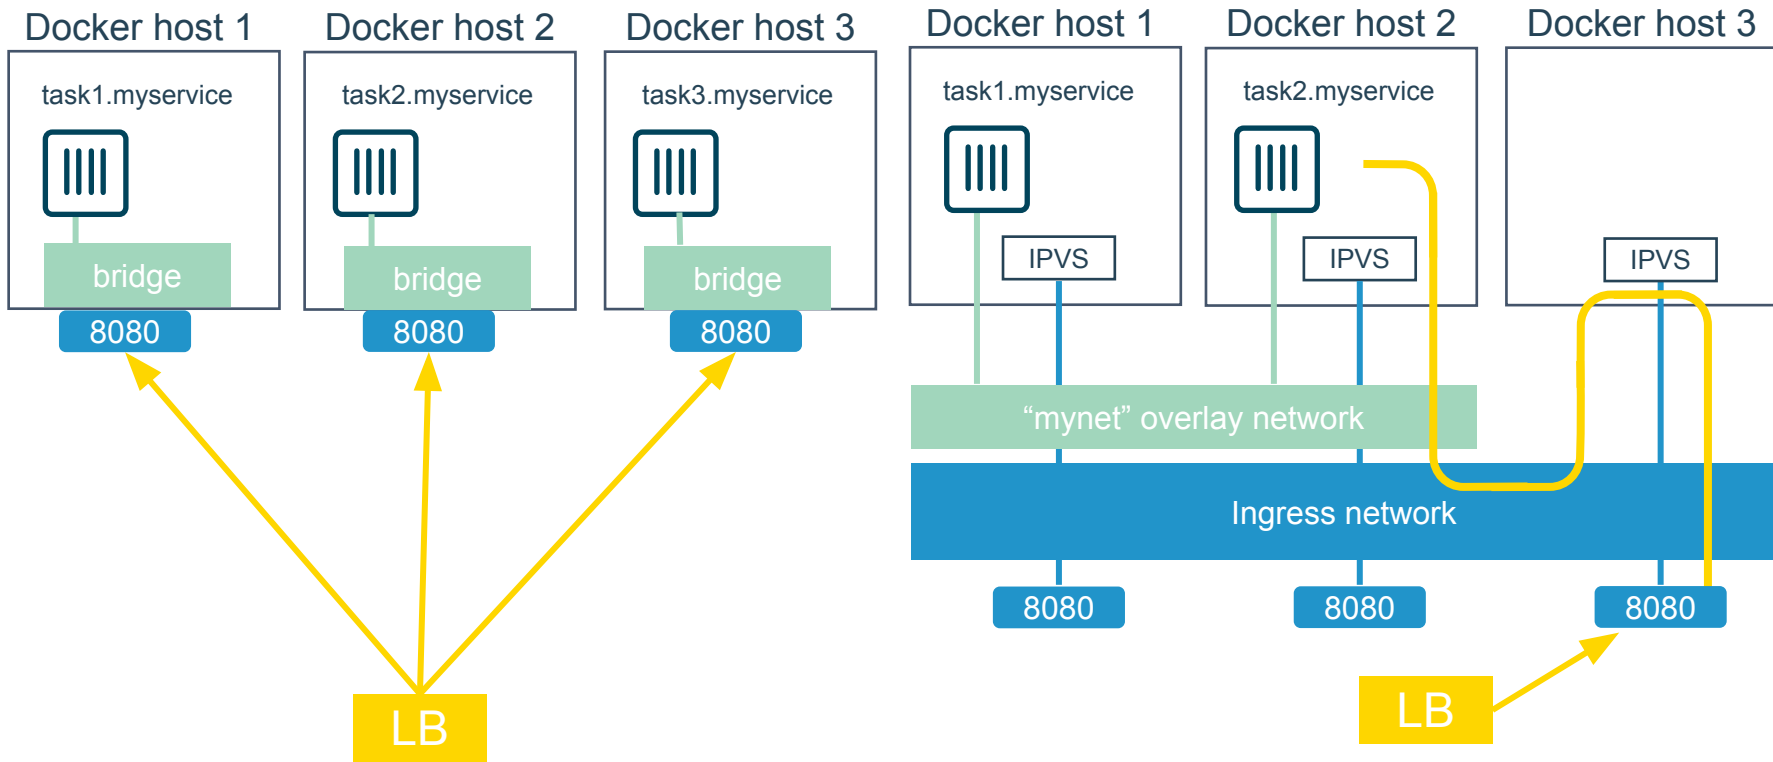 Docker host 1
Docker host 2
Docker host 3
task1.myservice
task2.myservice
task3.myservice
bridge
bridge
bridge
8080
8080
8080
LB
Docker host 1
Docker host 2
Docker host 3
task1.myservice
task2.myservice
IPVS
IPVS
IPVS
“mynet” overlay network
Ingress network
8080
8080
8080
LB